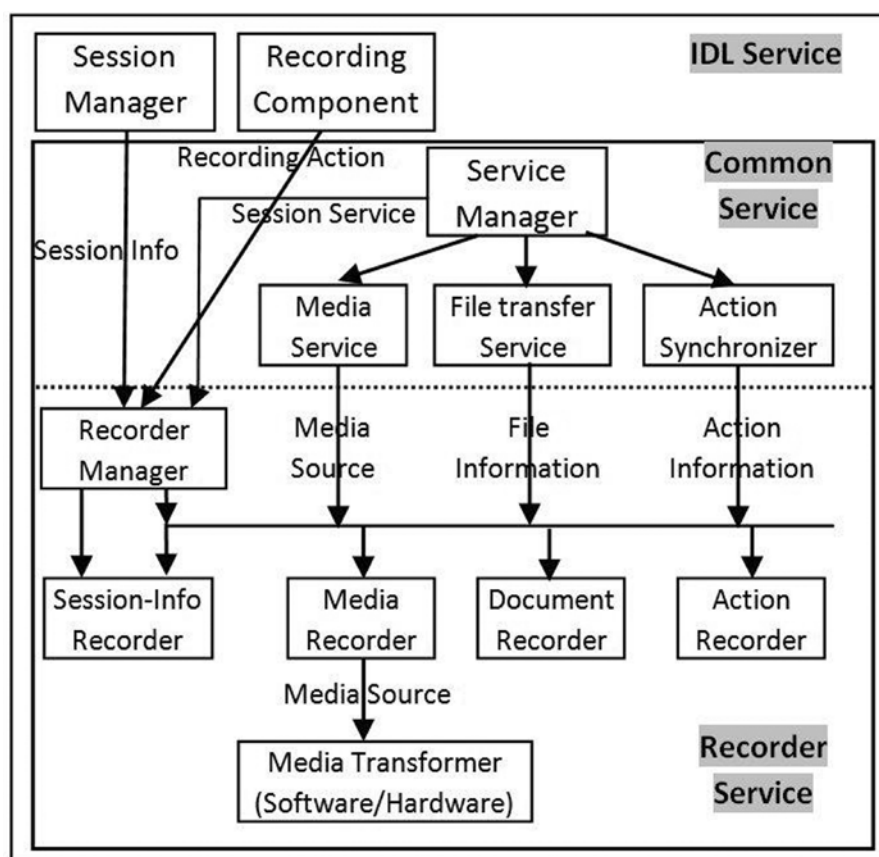 Session
Manager
Recording
Component
IDL Service
Recording Action
Common
Service
Service
Manager
Session Service
Session Info
Media
Service
File transfer
Service
Action
Synchronizer
Recorder
Manager
Media
Source
File
Information
Action
Information
Session-Info
Recorder
Media
Recorder
Document
Recorder
Action
Recorder
Media Source
Media Transformer
(Software/Hardware)
Recorder
Service